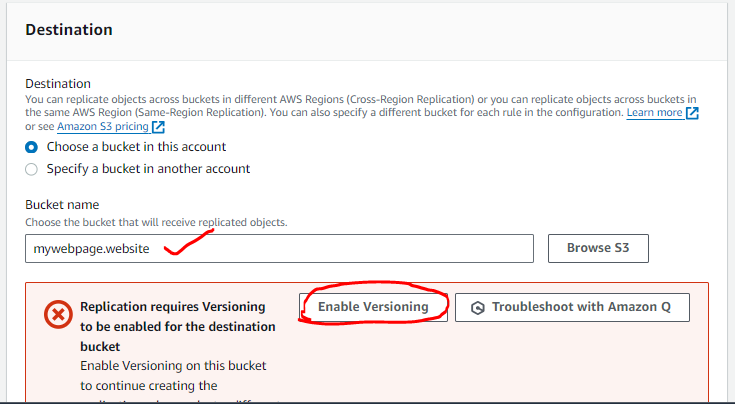 Destination
Destination
You can replicate objects across buckets in different AWS Regions (Cross-Region Replication) or you can replicate objects across buckets in
the same AWS Region (Same-Region Replication). You can also specify a different bucket for each rule in the configuration. Learn more
or see Amazon S3 pricing
Choose a bucket in this account
Specify a bucket in another account
Bucket name
Choose the bucket that will receive replicated objects.
mywebpage.website
Browse S3
Replication requires Versioning
to be enabled for the destination
bucket
Enable Versioning on this bucket
to continue creating the
Enable Versioning
Troubleshoot with Amazon Q